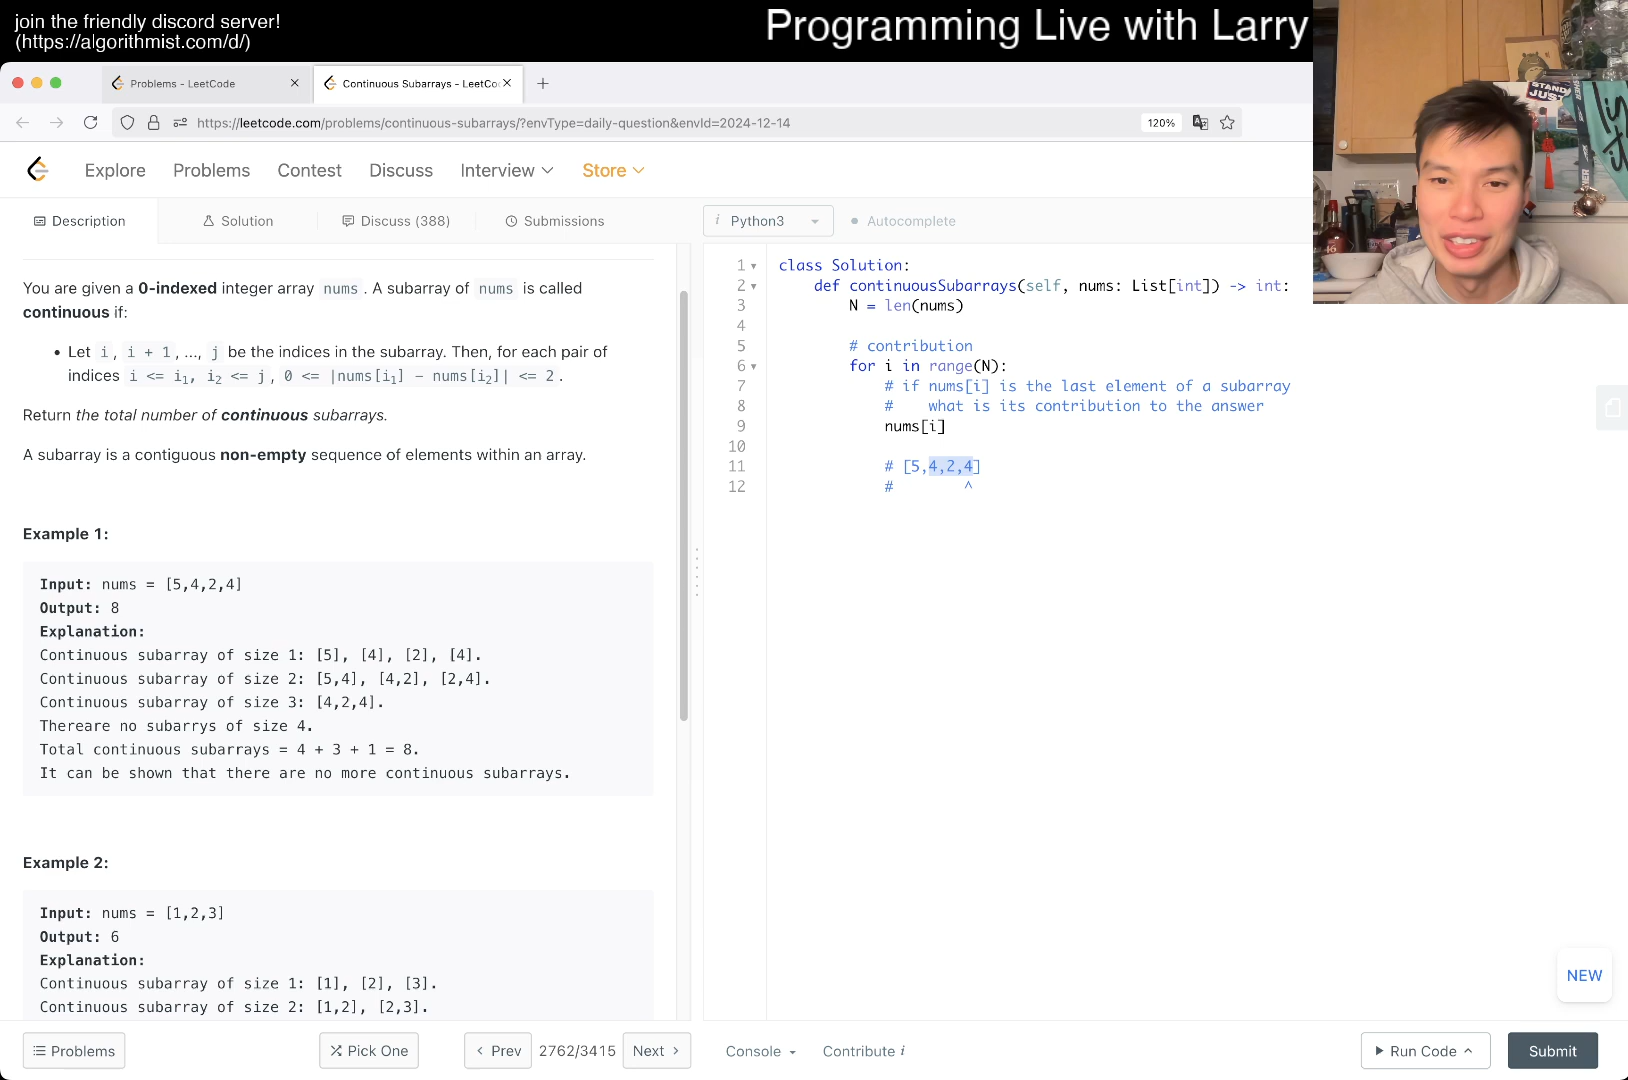 join the friendly discord server!
(https://algorithmist.com/d/)
Programming Live with Larry
Problems - LeetCode
Continuous Subarrays - LeetCo
https://leetcode.com/problems/continuous-subarrays/?envType=daily-question&envId=2024-12-14
120%
Explore Problems Contest Discuss Interview Store
Description Solution Discuss (388) Submissions
i Python3 Autocomplete
You are given a 0-indexed integer array nums . A subarray of nums is called
continuous if:
• Let i, i + 1, ..., j be the indices in the subarray. Then, for each pair of
indices i <= i₁, i₂ <= j, 0 <= |nums[i₁] - nums[i₂]| <= 2.
Return the total number of continuous subarrays.
A subarray is a contiguous non-empty sequence of elements within an array.
Example 1:
Input: nums = [5,4,2,4]
Output: 8
Explanation:
Continuous subarray of size 1: [5], [4], [2], [4].
Continuous subarray of size 2: [5,4], [4,2], [2,4].
Continuous subarray of size 3: [4,2,4].
Thereare no subarrys of size 4.
Total continuous subarrays = 4 + 3 + 1 = 8.
It can be shown that there are no more continuous subarrays.
Example 2:
Input: nums = [1,2,3]
Output: 6
Explanation:
Continuous subarray of size 1: [1], [2], [3].
Continuous subarray of size 2: [1,2], [2,3].
1 class Solution:
2 def continuousSubarrays(self, nums: List[int]) -> int:
3 N = len(nums)
4
5 # contribution
6 for i in range(N):
7 # if nums[i] is the last element of a subarray
8 # what is its contribution to the answer
9 nums[i]
10
11 # [5,4,2,4]
12 # ^
STAND
JUST
NEW
Problems Pick One < Prev 2762/3415 Next > Console Contribute i Run Code Submit